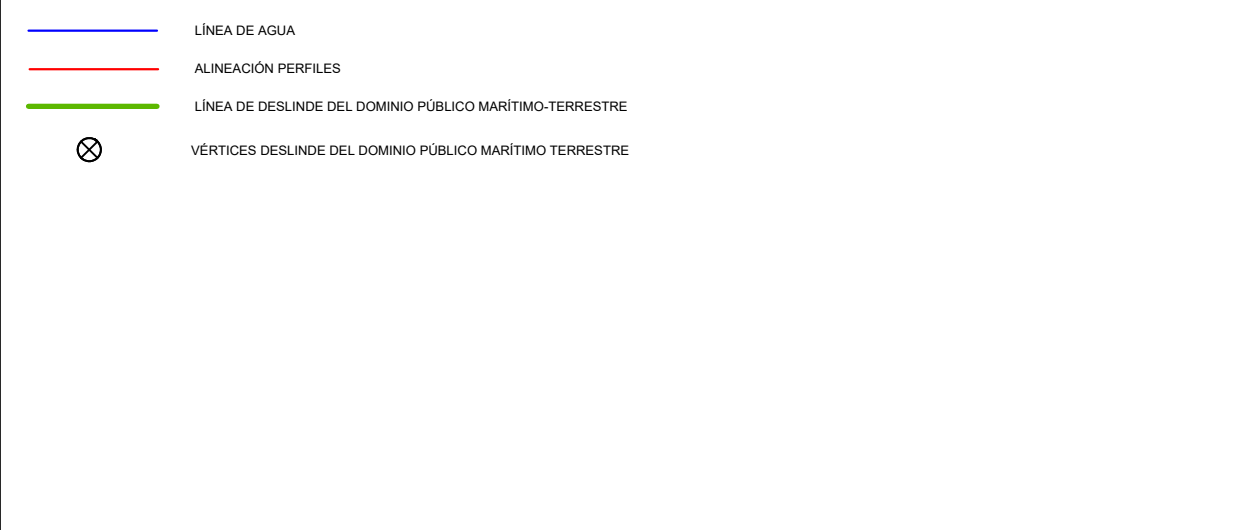 LÍNEA DE AGUA
ALINEACIÓN PERFILES
LÍNEA DE DESLINDE DEL DOMINIO PÚBLICO MARÍTIMO-TERRESTRE
VÉRTICES DESLINDE DEL DOMINIO PÚBLICO MARÍTIMO TERRESTRE